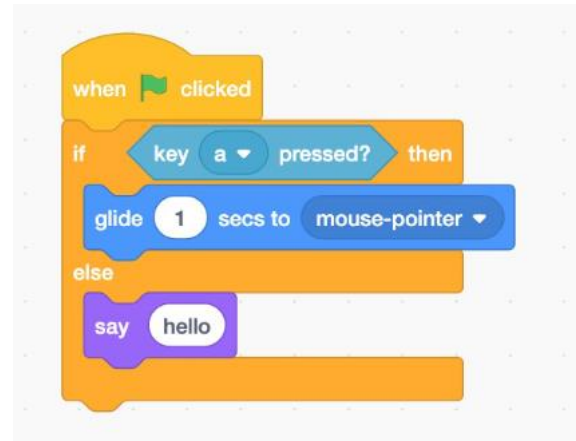 when clicked
if key a pressed? then
glide 1 secs to mouse-pointer
else
say hello